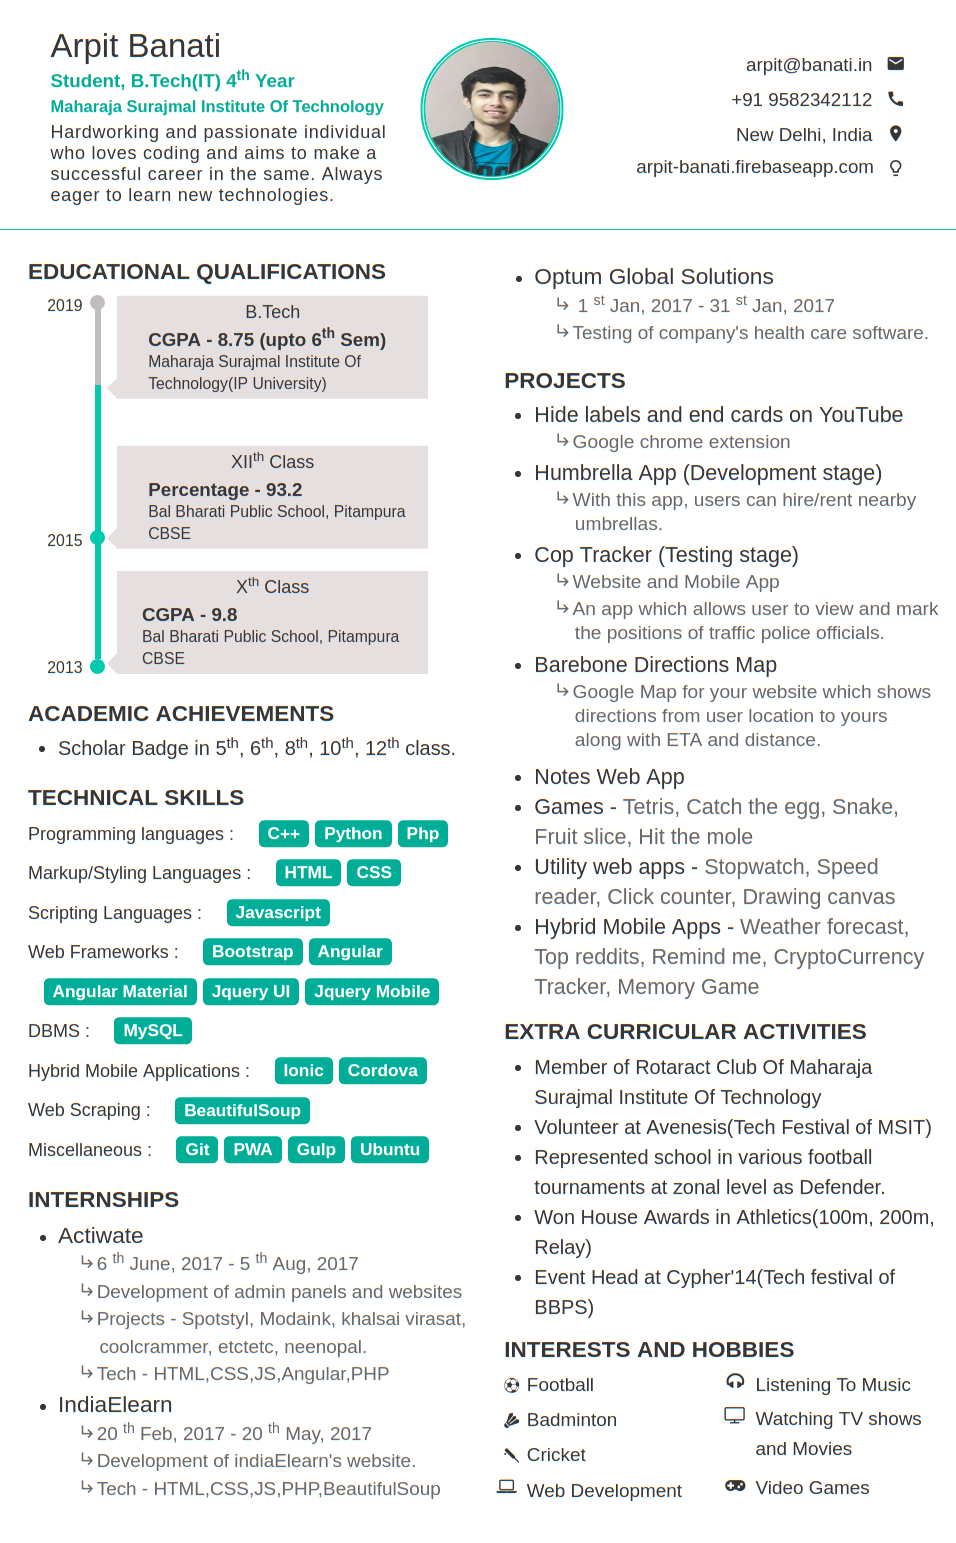 Arpit Banati
Student, B.Tech(IT) 4th Year
Maharaja Surajmal Institute Of Technology
Hardworking and passionate individual
who loves coding and aims to make a
successful career in the same. Always
eager to learn new technologies.
arpit@banati.in
+91 9582342112
New Delhi, India
arpit-banati.firebaseapp.com
EDUCATIONAL QUALIFICATIONS
2019
B.Tech
CGPA - 8.75 (upto 6th Sem)
Maharaja Surajmal Institute Of
Technology(IP University)
XIIth Class
Percentage - 93.2
Bal Bharati Public School, Pitampura
CBSE
2015
Xth Class
CGPA - 9.8
Bal Bharati Public School, Pitampura
CBSE
2013
ACADEMIC ACHIEVEMENTS
• Scholar Badge in 5th, 6th, 8th, 10th, 12th class.
TECHNICAL SKILLS
Programming languages : C++ Python Php
Markup/Styling Languages : HTML CSS
Scripting Languages : Javascript
Web Frameworks : Bootstrap Angular
Angular Material Jquery UI Jquery Mobile
DBMS : MySQL
Hybrid Mobile Applications : Ionic Cordova
Web Scraping : BeautifulSoup
Miscellaneous : Git PWA Gulp Ubuntu
INTERNSHIPS
• Actiwate
↳ 6 th June, 2017 - 5 th Aug, 2017
↳ Development of admin panels and websites
↳ Projects - Spotstyl, Modaink, khalsai virasat,
coolcrammer, etctetc, neenopal.
↳ Tech - HTML,CSS,JS,Angular,PHP
• IndiaElearn
↳ 20 th Feb, 2017 - 20 th May, 2017
↳ Development of indiaElearn's website.
↳ Tech - HTML,CSS,JS,PHP,BeautifulSoup
• Optum Global Solutions
↳ 1 st Jan, 2017 - 31 st Jan, 2017
↳ Testing of company's health care software.
PROJECTS
• Hide labels and end cards on YouTube
↳ Google chrome extension
• Humbrella App (Development stage)
↳ With this app, users can hire/rent nearby
umbrellas.
• Cop Tracker (Testing stage)
↳ Website and Mobile App
↳ An app which allows user to view and mark
the positions of traffic police officials.
• Barebone Directions Map
↳ Google Map for your website which shows
directions from user location to yours
along with ETA and distance.
• Notes Web App
• Games - Tetris, Catch the egg, Snake,
Fruit slice, Hit the mole
• Utility web apps - Stopwatch, Speed
reader, Click counter, Drawing canvas
• Hybrid Mobile Apps - Weather forecast,
Top reddits, Remind me, CryptoCurrency
Tracker, Memory Game
EXTRA CURRICULAR ACTIVITIES
• Member of Rotaract Club Of Maharaja
Surajmal Institute Of Technology
• Volunteer at Avenesis(Tech Festival of MSIT)
• Represented school in various football
tournaments at zonal level as Defender.
• Won House Awards in Athletics(100m, 200m,
Relay)
• Event Head at Cypher'14(Tech festival of
BBPS)
INTERESTS AND HOBBIES
Football
Badminton
Cricket
Web Development
Listening To Music
Watching TV shows
and Movies
Video Games